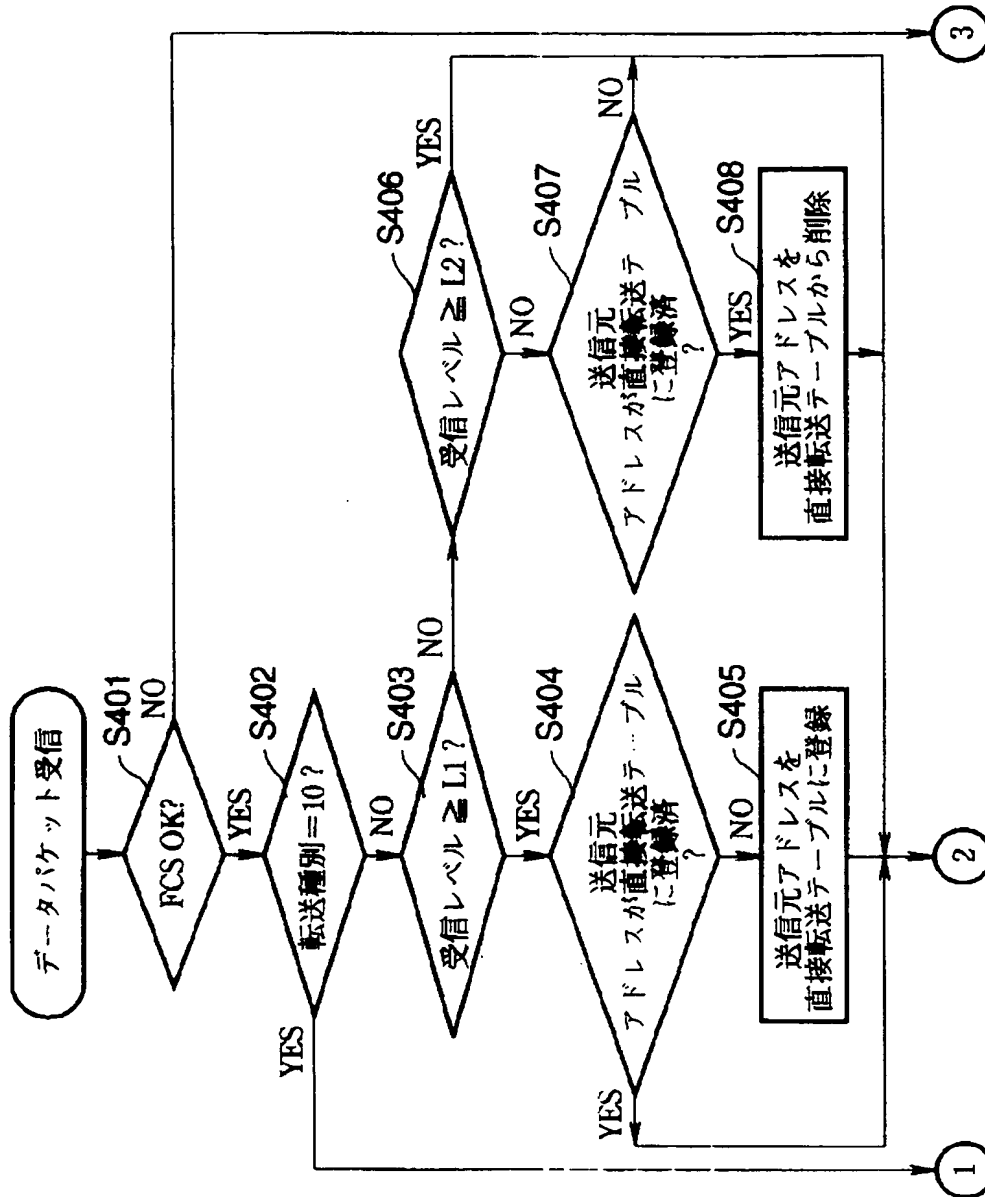 データパケット受信
S401
FCS OK?
NO
YES
S402
転送種別=10?
YES
NO
S403
受信レベル ≧ L1?
NO
YES
S406
受信レベル ≧ L2?
YES
NO
S404
送信元
アドレスが直接転送テーブル
に登録済
?
YES
NO
S405
送信元アドレスを
直接転送テーブルに登録
S407
送信元
アドレスが直接転送テーブル
に登録済
?
NO
YES
S408
送信元アドレスを
直接転送テーブルから削除
1
2
3